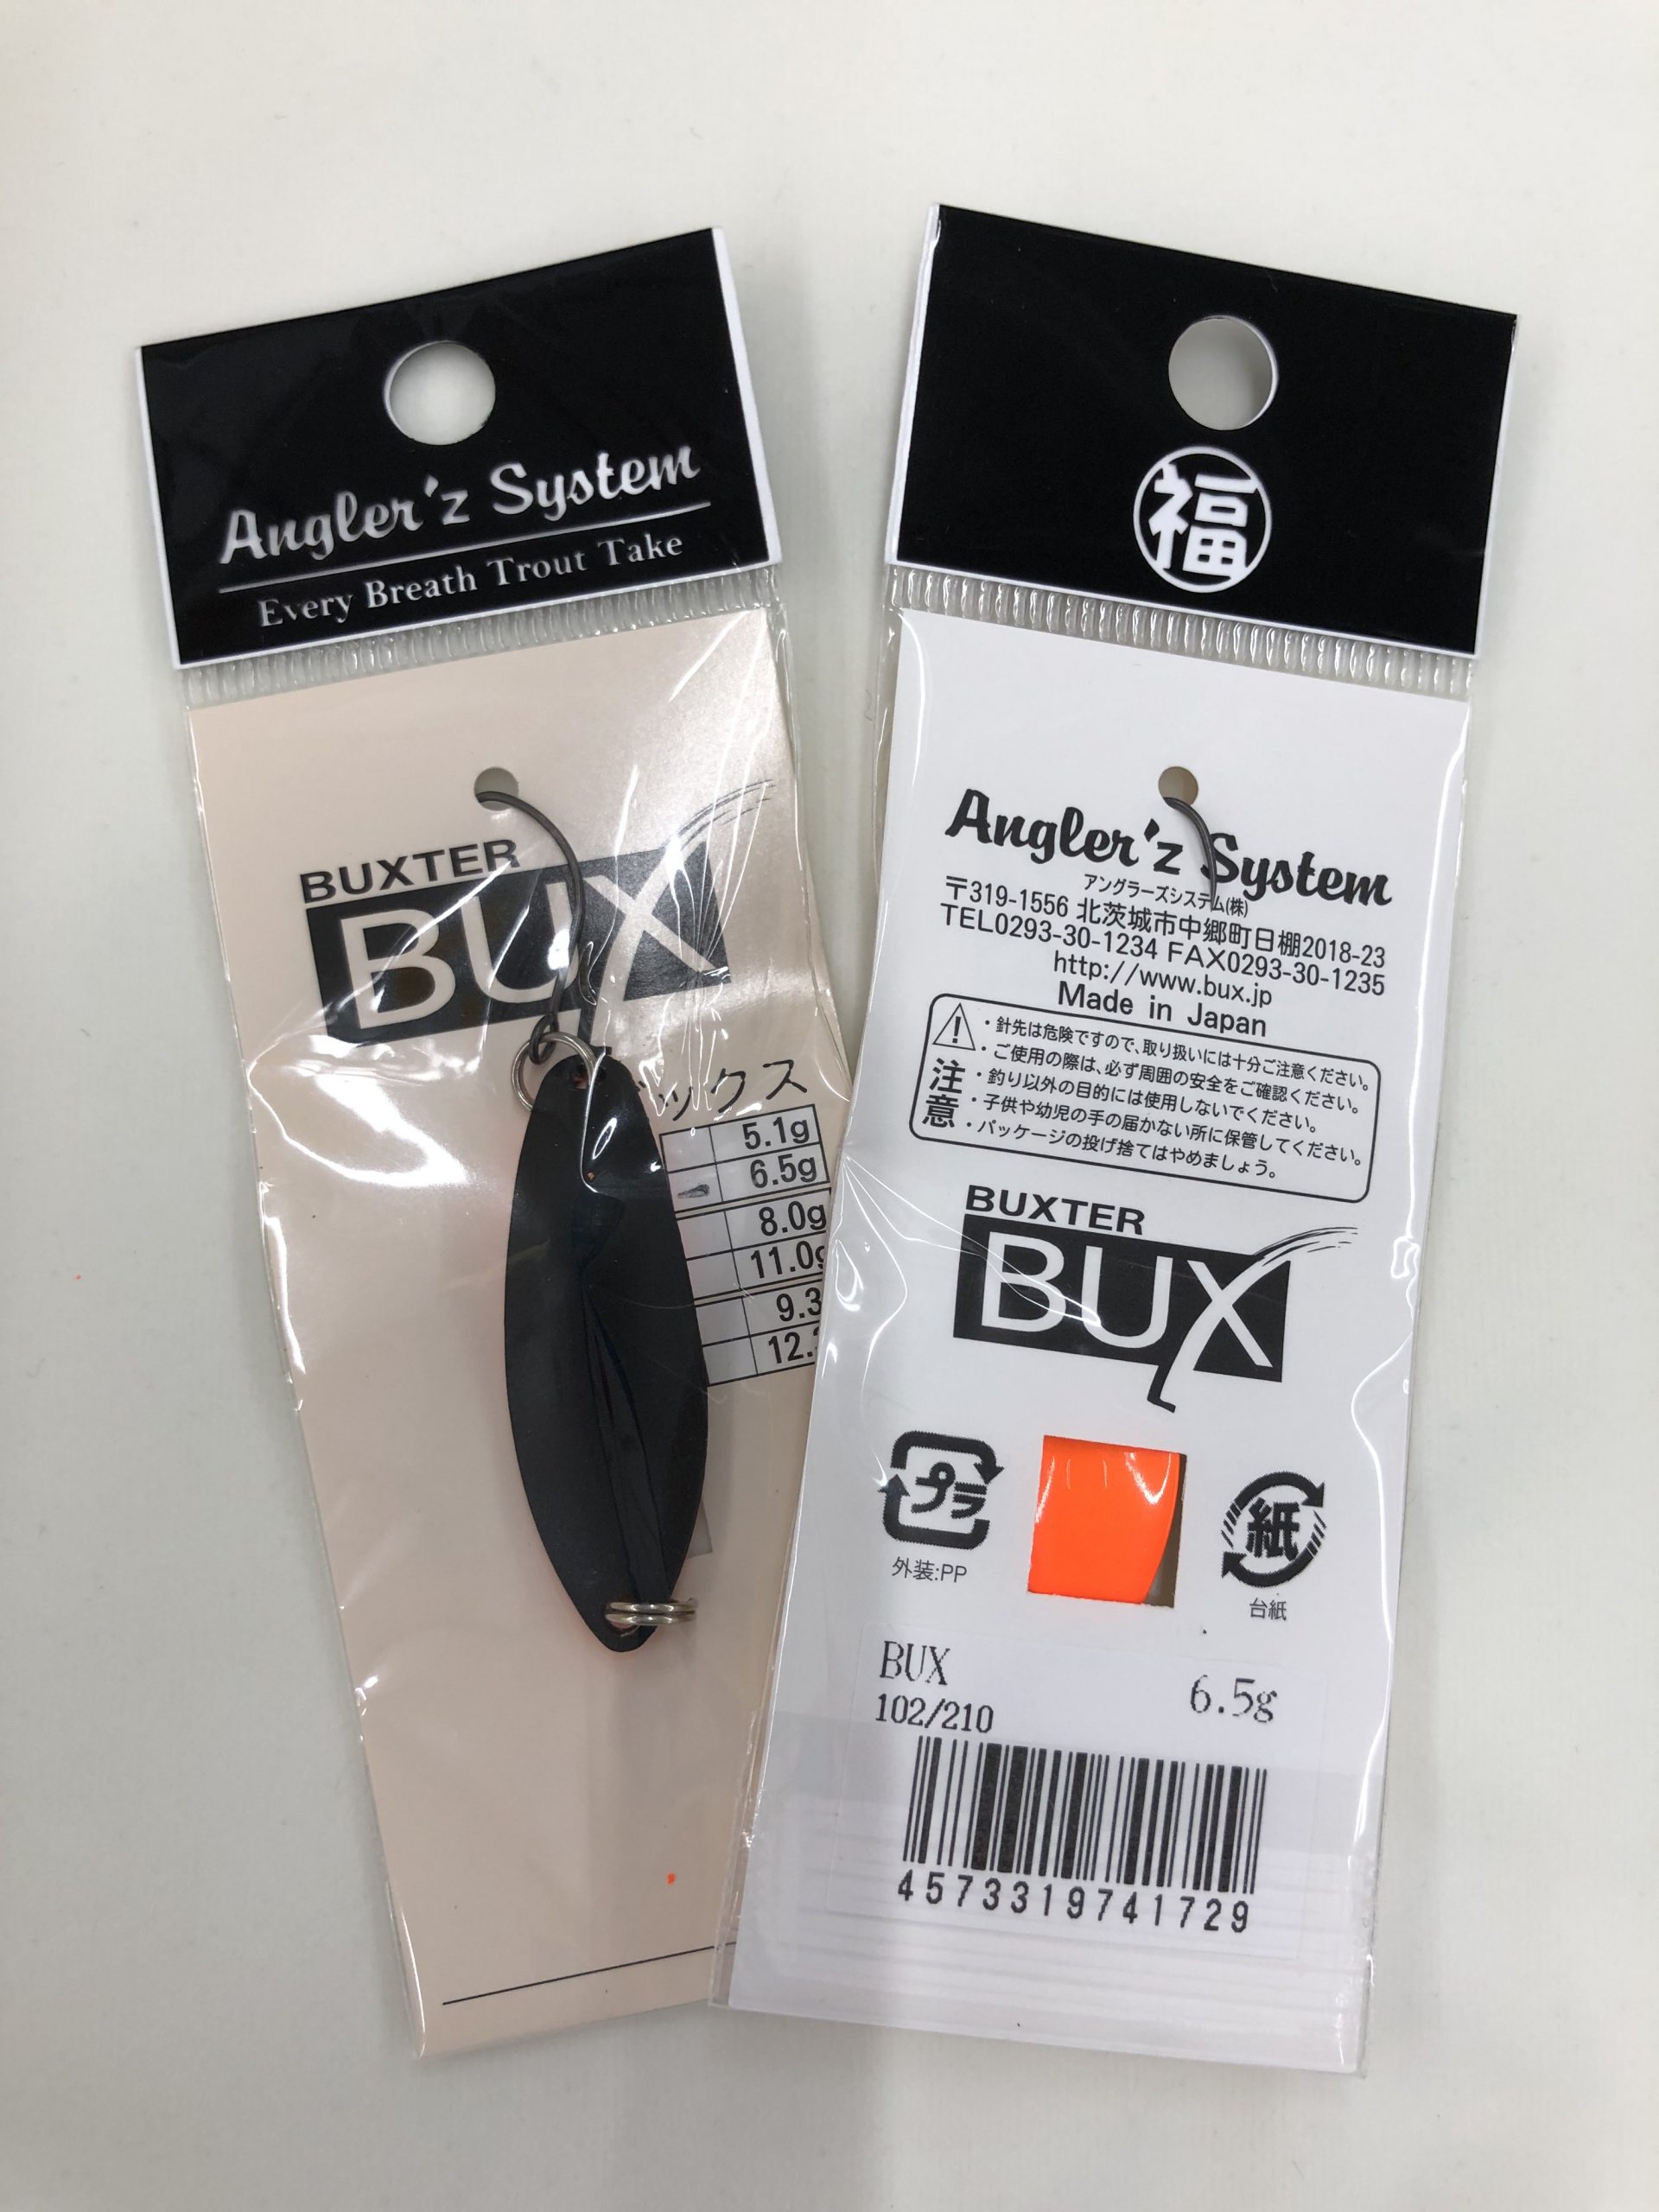 Angler'z System
Every Breath Trout Take
BUXTER
BUX
ックス
5.1g
6.5g
8.0g
11.0g
9.3
12.
福
Angler'z System
アングラーズシステム(株)
〒319-1556 北茨城市中郷町日棚2018-23
TEL0293-30-1234 FAX0293-30-1235
http://www.bux.jp
Made in Japan
注意
・針先は危険ですので、取り扱いには十分ご注意ください。
・ご使用の際は、必ず周囲の安全をご確認ください。
・釣り以外の目的には使用しないでください。
・子供や幼児の手の届かない所に保管してください。
・パッケージの投げ捨てはやめましょう。
BUXTER
BUX
プラ
外装:PP
紙
台紙
BUX
6.5g
102/210
4573319741729